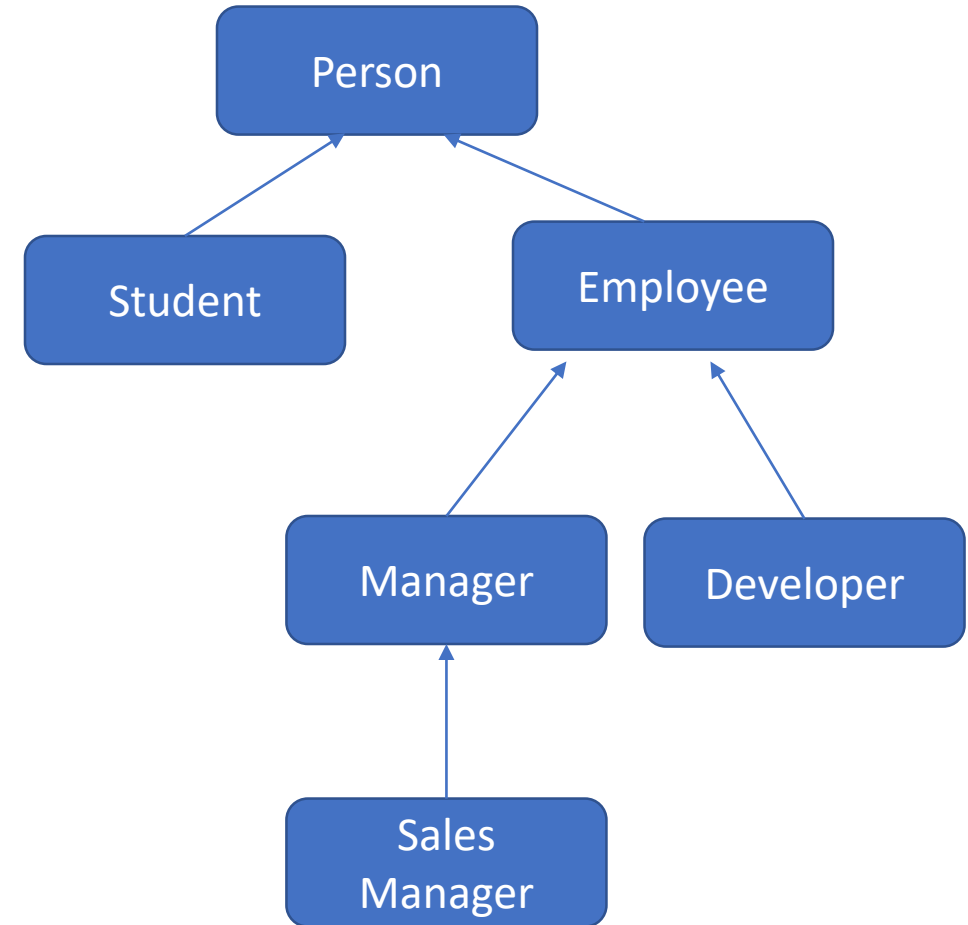 Person
Student
Employee
Manager
Developer
Sales
Manager